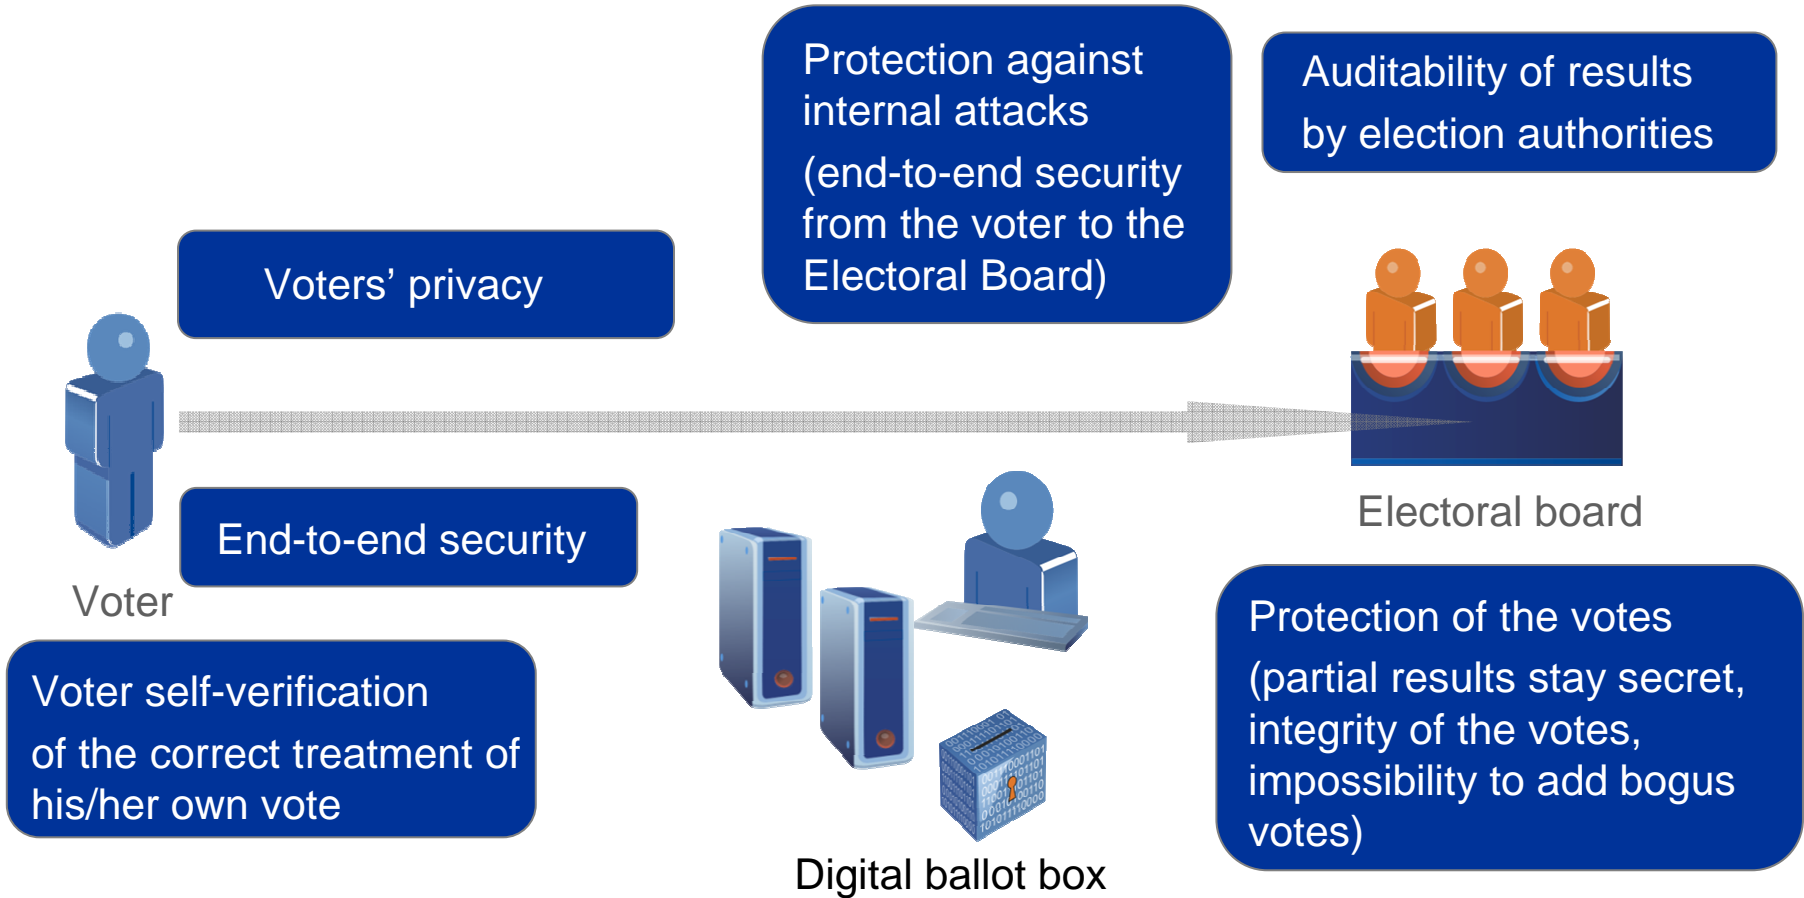 Protection against
internal attacks
(end-to-end security
from the voter to the
Electoral Board)
Auditability of results
by election authorities
Voters’ privacy
End-to-end security
Voter
Voter self-verification
of the correct treatment of
his/her own vote
Electoral board
Protection of the votes
(partial results stay secret,
integrity of the votes,
impossibility to add bogus
votes)
Digital ballot box